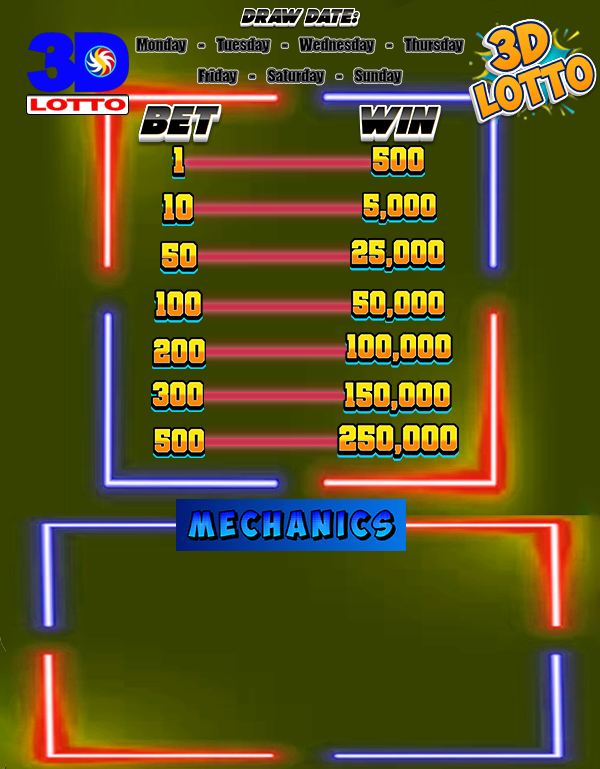 DRAW DATE:
Monday - Tuesday - Wednesday - Thursday
Friday - Saturday - Sunday
3D
LOTTO
3D
LOTTO
BET WIN
1 500
10 5,000
50 25,000
100 50,000
200 100,000
300 150,000
500 250,000
MECHANICS